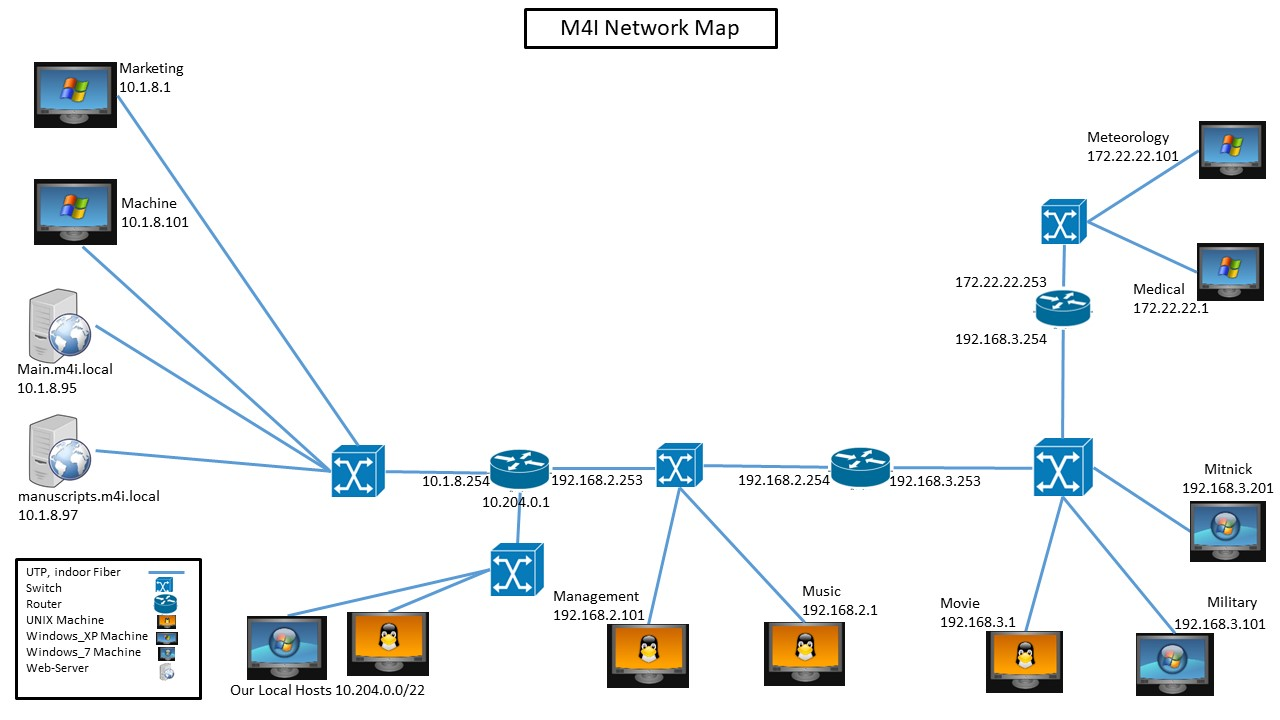 M4I Network Map
Marketing
10.1.8.1
Machine
10.1.8.101
Main.m4i.local
10.1.8.95
manuscripts.m4i.local
10.1.8.97
Meteorology
172.22.22.101
Medical
172.22.22.1
172.22.22.253
192.168.3.254
10.1.8.254
192.168.2.253
10.204.0.1
192.168.2.254
192.168.3.253
Mitnick
192.168.3.201
Management
192.168.2.101
Music
192.168.2.1
Movie
192.168.3.1
Military
192.168.3.101
Our Local Hosts 10.204.0.0/22
UTP, indoor Fiber
Switch
Router
UNIX Machine
Windows_XP Machine
Windows_7 Machine
Web-Server